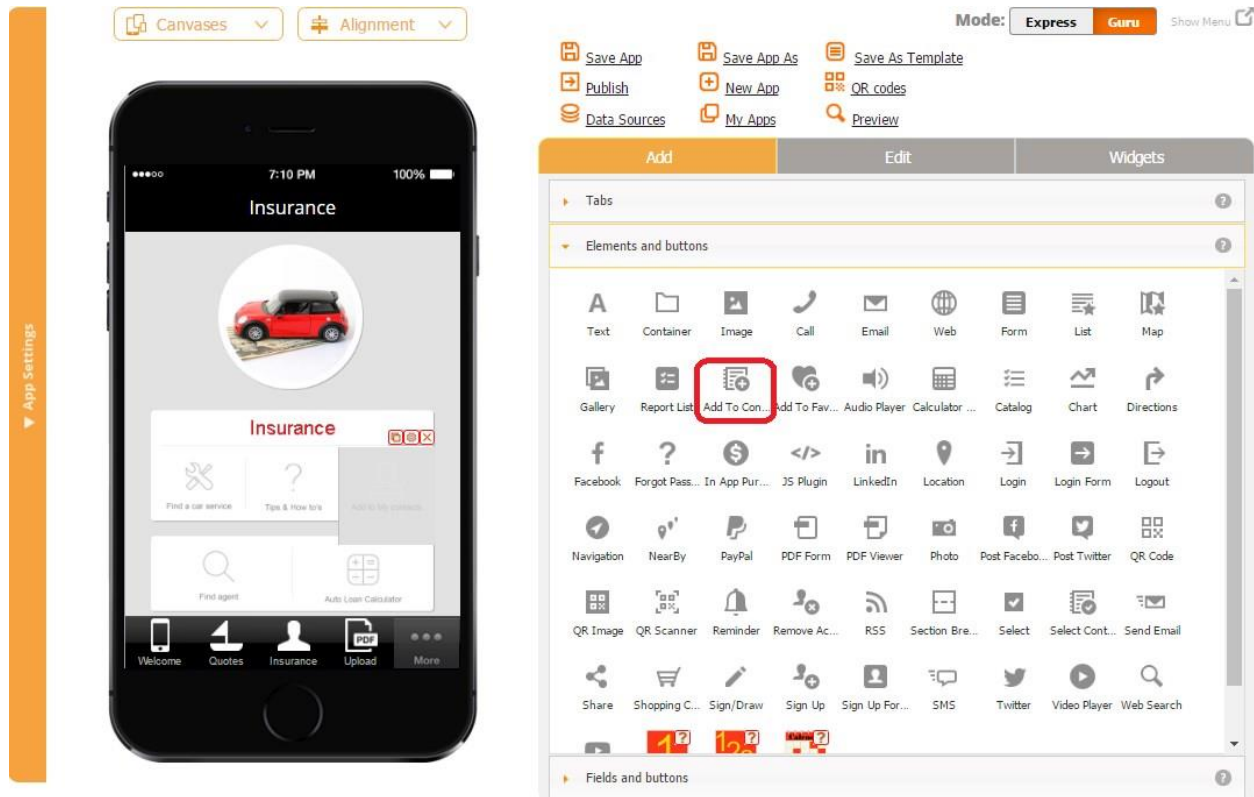 Canvases
Alignment
Mode: Express Guru Show Menu
Save App Save App As Save As Template
Publish New App QR codes
Data Sources My Apps Preview
Add Edit Widgets
Tabs ?
Elements and buttons ?
Text Container Image Call Email Web Form List Map
Gallery Report List Add To Con... Add To Fav... Audio Player Calculator ... Catalog Chart Directions
Facebook Forgot Pass... In App Pur... JS Plugin LinkedIn Location Login Login Form Logout
Navigation NearBy PayPal PDF Form PDF Viewer Photo Post Facebo... Post Twitter QR Code
QR Image QR Scanner Reminder Remove Ac... RSS Section Bre... Select Select Cont... Send Email
Share Shopping C... Sign/Draw Sign Up Sign Up For... SMS Twitter Video Player Web Search
Fields and buttons ?
App Settings
7:10 PM 100%
Insurance
Insurance
Find a car service Tips & How to's Add to My contacts
Find agent Auto Loan Calculator
PDF
Welcome Quotes Insurance Upload More